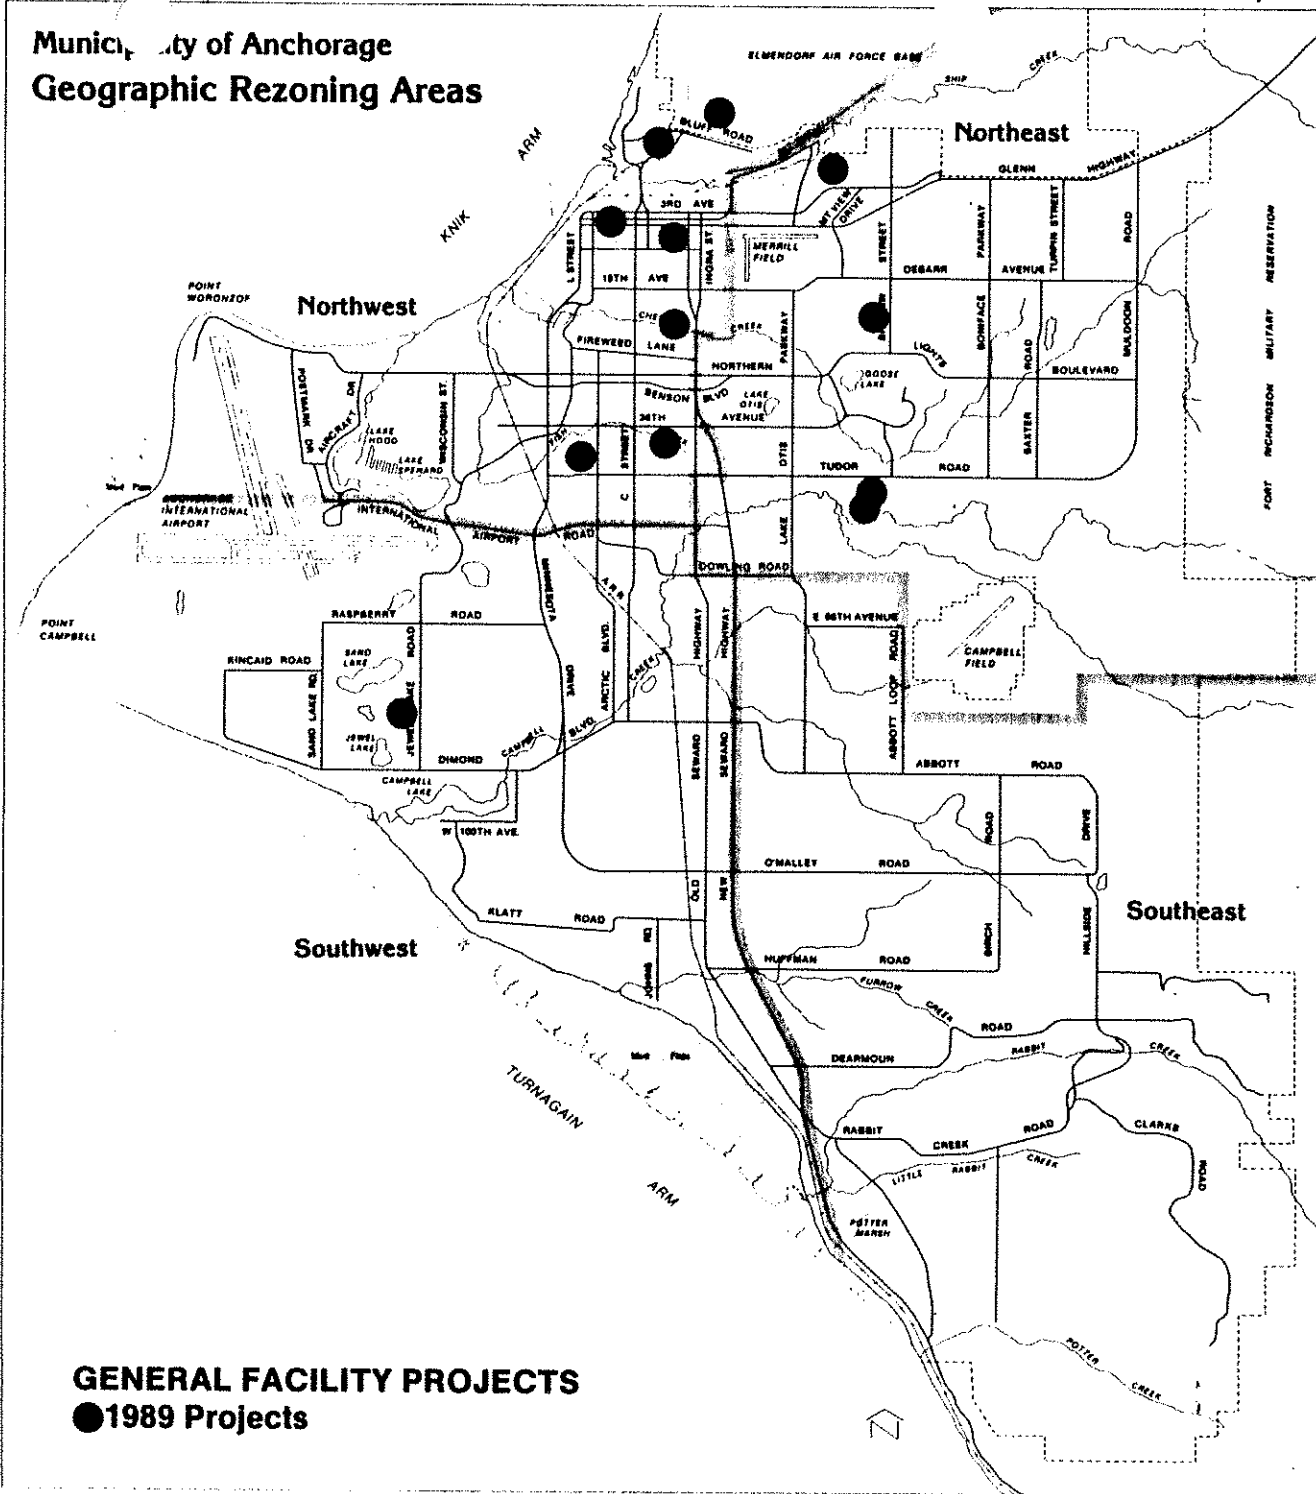 Munici ty of Anchorage
Geographic Rezoning Areas
ELMENDORF AIR FORCE BASE
SHIP CREEK
KNIK ARM
BLUFF ROAD
Northeast
GLENN HIGHWAY
3RD AVE
MT VIEW DRIVE
L STREET
INGRA ST.
MERRILL FIELD
STREET
PARKWAY
TURPIN STREET
ROAD
15TH AVE
DEBARR AVENUE
FORT RICHARDSON MILITARY RESERVATION
POINT WORONZOF
Northwest
CREEK
FIREWEED LANE
PARKWAY
BONIFACE
ROAD
MULDOON
NORTHERN LIGHTS BOULEVARD
GOOSE LAKE
BENSON BLVD
LAKE OTIS
36TH AVENUE
POSTMARK DR
AIRCRAFT DR
WISCONSIN ST.
LAKE HOOD
LAKE SPENARD
FISH
STREET
C
OTIS
BAXTER
TUDOR ROAD
INTERNATIONAL AIRPORT
INTERNATIONAL AIRPORT ROAD
LAKE
DOWLING ROAD
MINNESOTA
ARR
POINT CAMPBELL
RASPBERRY ROAD
E 68TH AVENUE
CAMPBELL FIELD
KINCAID ROAD
SAND LAKE
ROAD
SAND LAKE RD.
JEWEL LAKE
ARCTIC BLVD.
CREEK
HIGHWAY
HIGHWAY
ABBOTT LOOP ROAD
JEWEL LAKE
DIMOND BLVD.
CAMPBELL
SEWARD
SEWARD
ABBOTT ROAD
CAMPBELL LAKE
W 100TH AVE.
ROAD
DRIVE
O'MALLEY ROAD
OLD
NEW
KLATT ROAD
JOHNS RD
Southwest
Southeast
BIRCH
HILLSIDE
HUFFMAN ROAD
FURROW CREEK
ROAD
DEARMOUN
RABBIT CREEK
TURNAGAIN ARM
RABBIT CREEK ROAD
CLARKS ROAD
LITTLE RABBIT CREEK
POTTER MARSH
POTTER CREEK
GENERAL FACILITY PROJECTS
1989 Projects